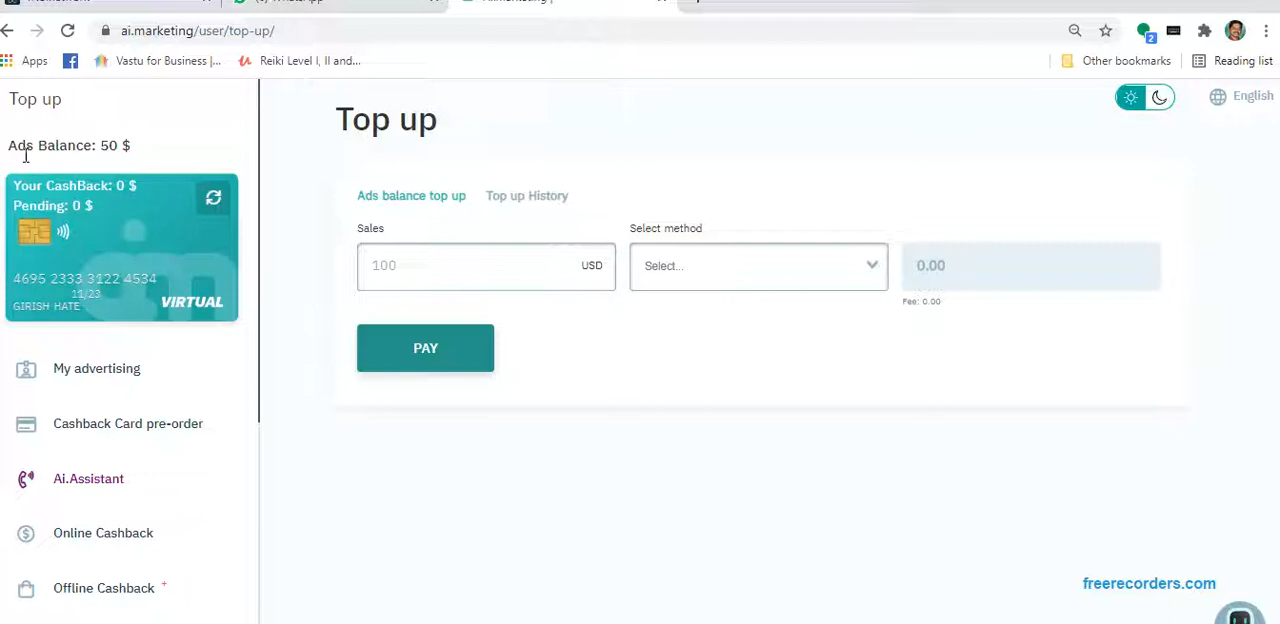 ai.marketing/user/top-up/
2
Apps
Vastu for Business |...
Reiki Level I, II and...
Other bookmarks
Reading list
Top up
Ads Balance: 50 $
Your CashBack: 0 $
Pending: 0 $
4695 2333 3122 4534
11/23
GIRISH HATE
VIRTUAL
My advertising
Cashback Card pre-order
Ai.Assistant
Online Cashback
Offline Cashback +
English
Top up
Ads balance top up
Top up History
Sales
Select method
100
USD
Select...
0.00
Fee: 0.00
PAY
freerecorders.com